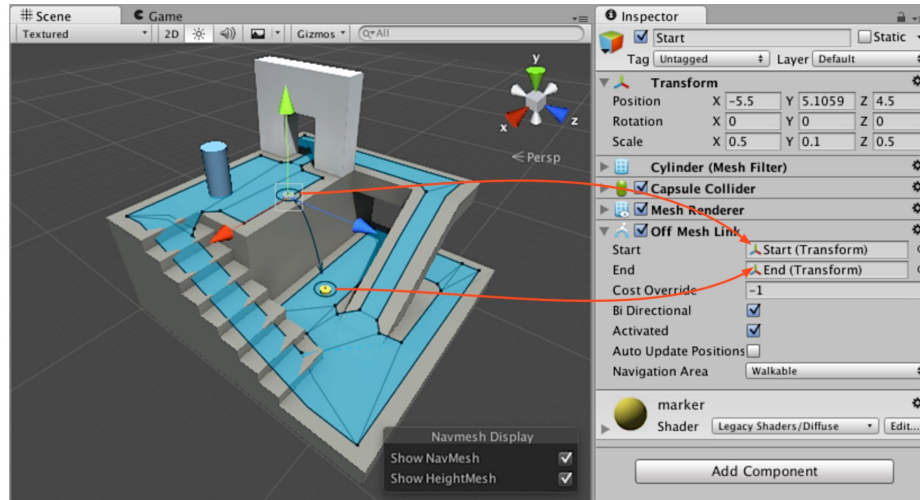 Scene
Game
Textured
2D
Gizmos
All
y
x
z
Persp
Navmesh Display
Show NavMesh
Show HeightMesh
Inspector
Start
Static
Tag Untagged Layer Default
Transform
Position X -5.5 Y 5.1059 Z 4.5
Rotation X 0 Y 0 Z 0
Scale X 0.5 Y 0.1 Z 0.5
Cylinder (Mesh Filter)
Capsule Collider
Mesh Renderer
Off Mesh Link
Start Start (Transform)
End End (Transform)
Cost Override -1
Bi Directional
Activated
Auto Update Positions
Navigation Area Walkable
marker
Shader Legacy Shaders/Diffuse Edit...
Add Component